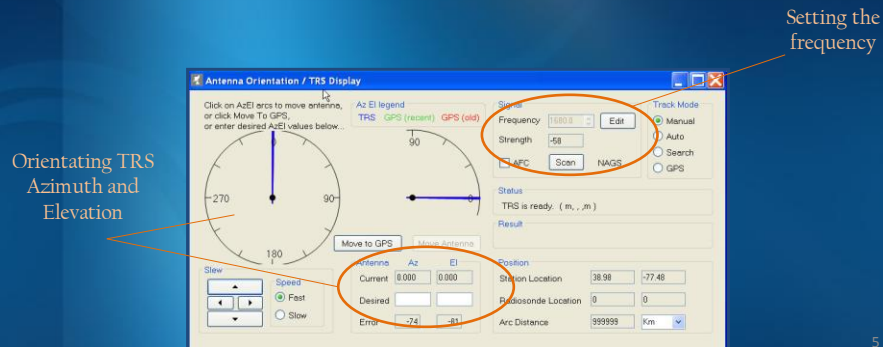 Setting the
frequency
Antenna Orientation / TRS Display
Click on AzEl arcs to move antenna,
or click Move To GPS,
or enter desired AzEl values below...
Az El legend
TRS GPS (recent) GPS (old)
Signal
Frequency 1680.0 Edit
Strength -58
AFC Scan NAGS
Track Mode
Manual
Auto
Search
GPS
Orientating TRS
Azimuth and
Elevation
0
270 90
180
90
0
Status
TRS is ready. ( m, , ,m )
Result
Move to GPS Move Antenna
Slew
Speed
Fast
Slow
Antenna Az El
Current 0.000 0.000
Desired
Error -74 -81
Position
Station Location 38.98 -77.48
Radiosonde Location 0 0
Arc Distance 999999 Km
5